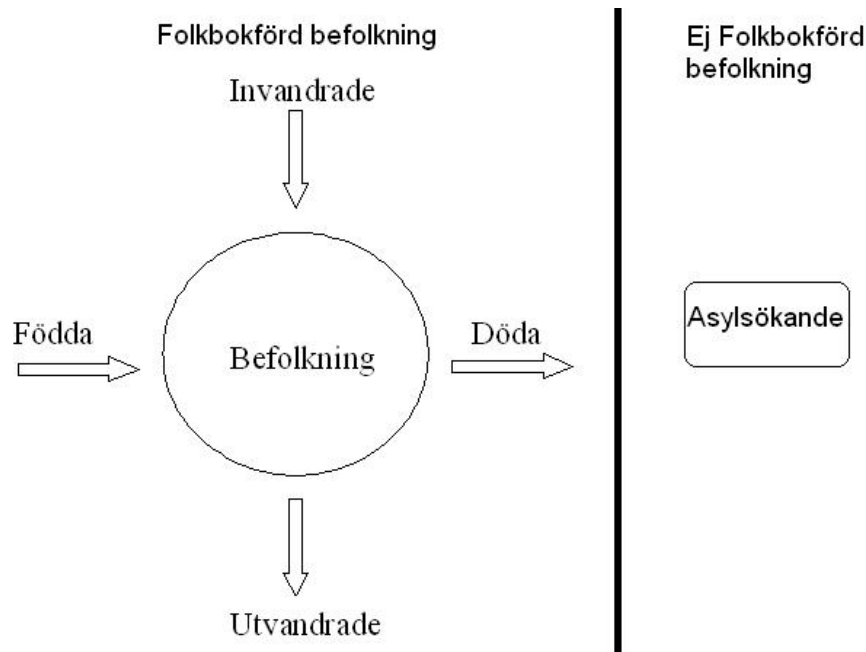 Folkbokförd befolkning
Invandrade
Födda
Befolkning
Döda
Utvandrade
Ej Folkbokförd
befolkning
Asylsökande